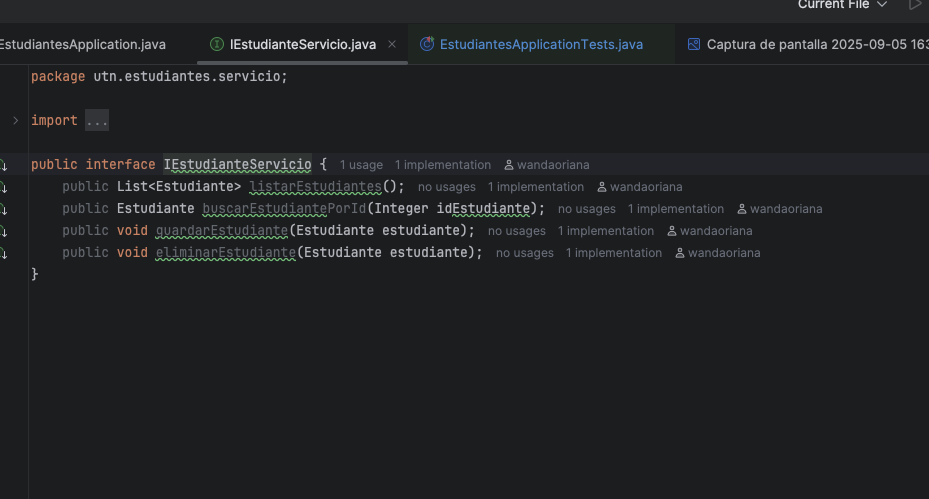 Current File
EstudiantesApplication.java IEstudianteServicio.java × EstudiantesApplicationTests.java Captura de pantalla 2025-09-05 163
package utn.estudiantes.servicio;
import ...
public interface IEstudianteServicio { 1 usage 1 implementation wandaoriana
public List<Estudiante> listarEstudiantes(); no usages 1 implementation wandaoriana
public Estudiante buscarEstudiantePorId(Integer idEstudiante); no usages 1 implementation wandaoriana
public void guardarEstudiante(Estudiante estudiante); no usages 1 implementation wandaoriana
public void eliminarEstudiante(Estudiante estudiante); no usages 1 implementation wandaoriana
}